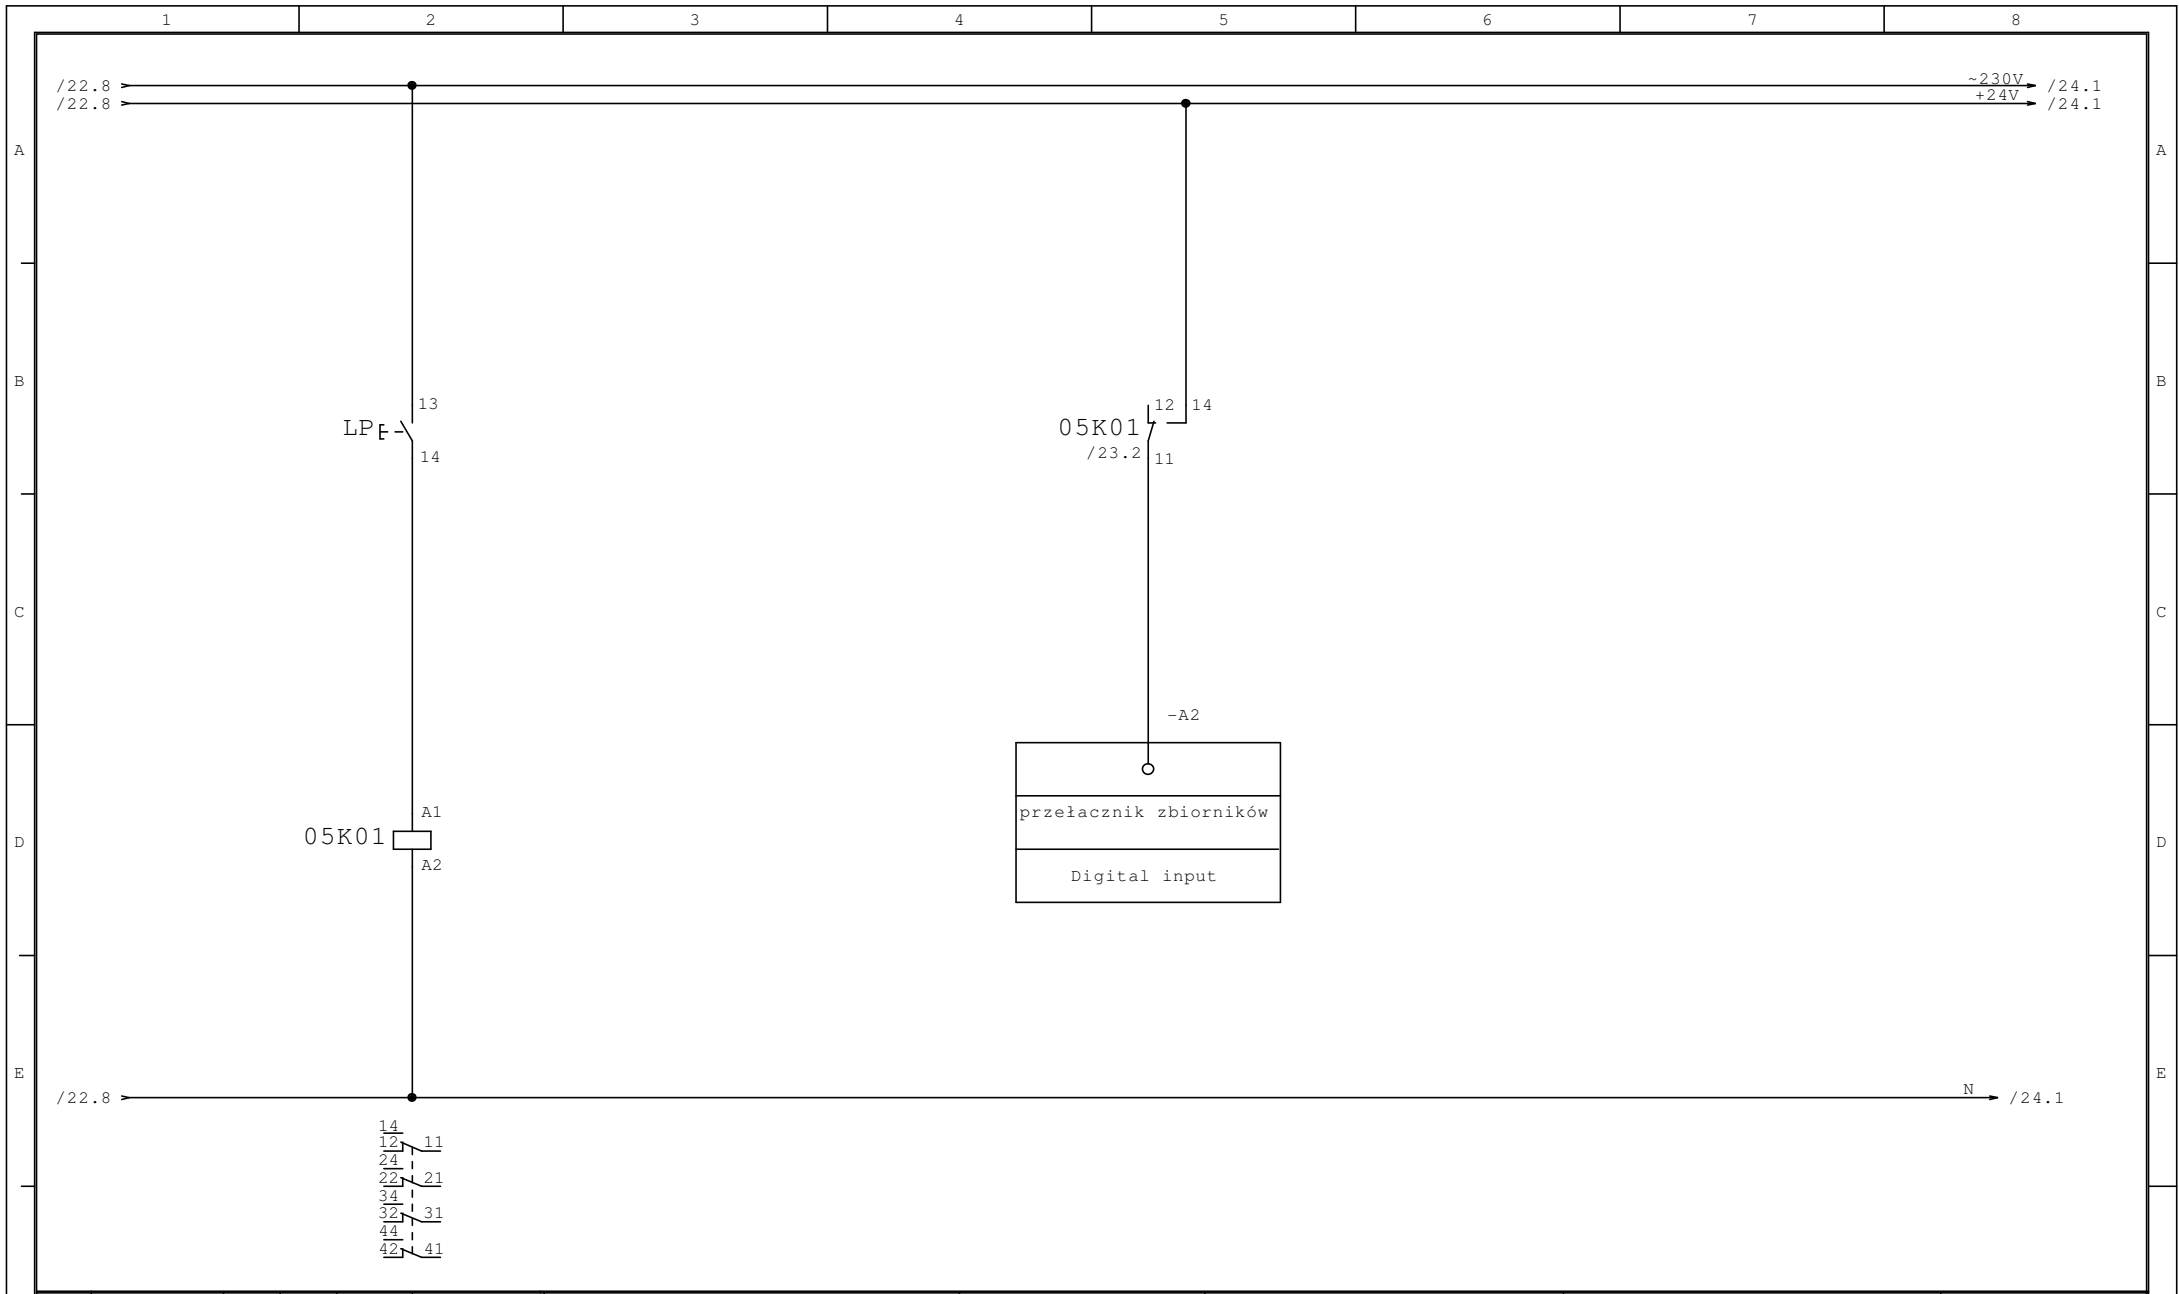 1 2 3 4 5 6 7 8
/22.8 ~230V /24.1
/22.8 +24V /24.1
A A
B B
13
LP
14
12 14
05K01
/23.2
11
C C
-A2
przełacznik zbiorników
Digital input
A1
05K01
A2
D D
E E
/22.8 N /24.1
14
12 11
24
22 21
34
32 31
44
42 41